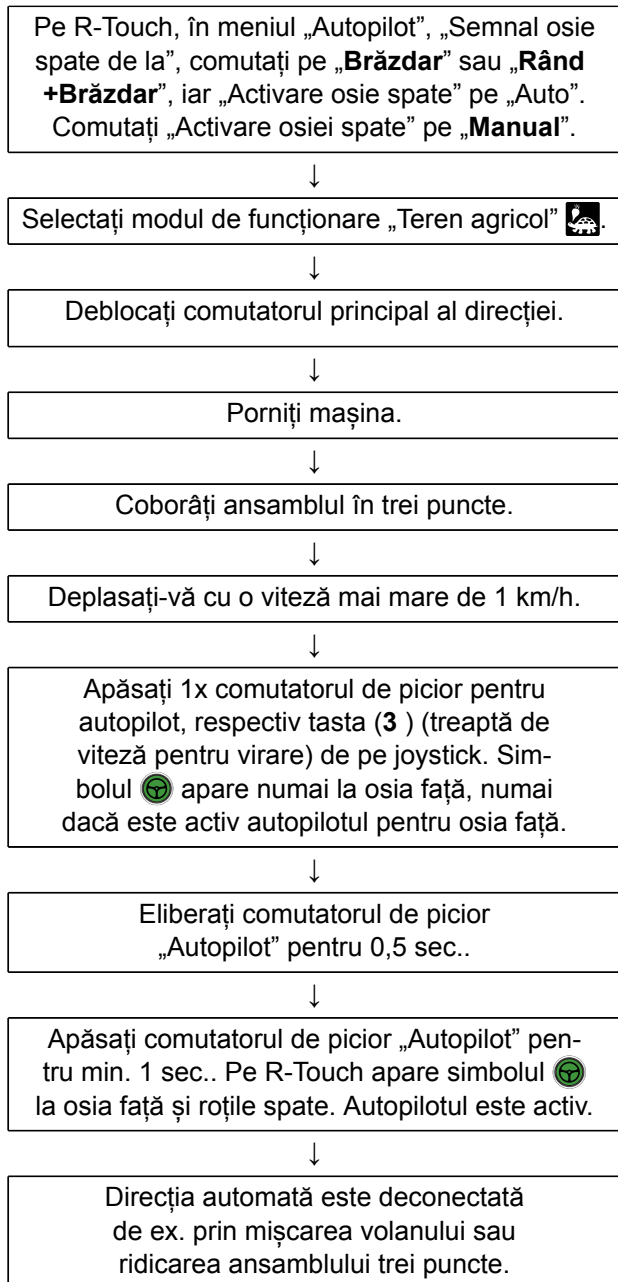 Pe R-Touch, în meniul „Autopilot”, „Semnal osie
spate de la”, comutați pe „Brăzdar” sau „Rând
+Brăzdar”, iar „Activare osie spate” pe „Auto”.
Comutați „Activare osiei spate” pe „Manual”.
↓
Selectați modul de funcționare „Teren agricol” .
↓
Deblocați comutatorul principal al direcției.
↓
Porniți mașina.
↓
Coborâți ansamblul în trei puncte.
↓
Deplasați-vă cu o viteză mai mare de 1 km/h.
↓
Apăsați 1x comutatorul de picior pentru
autopilot, respectiv tasta (3 ) (treaptă de
viteză pentru virare) de pe joystick. Sim-
bolul apare numai la osia față, numai
dacă este activ autopilotul pentru osia față.
↓
Eliberați comutatorul de picior
„Autopilot” pentru 0,5 sec..
↓
Apăsați comutatorul de picior „Autopilot” pen-
tru min. 1 sec.. Pe R-Touch apare simbolul
la osia față și roțile spate. Autopilotul este activ.
↓
Direcția automată este deconectată
de ex. prin mișcarea volanului sau
ridicarea ansamblului trei puncte.